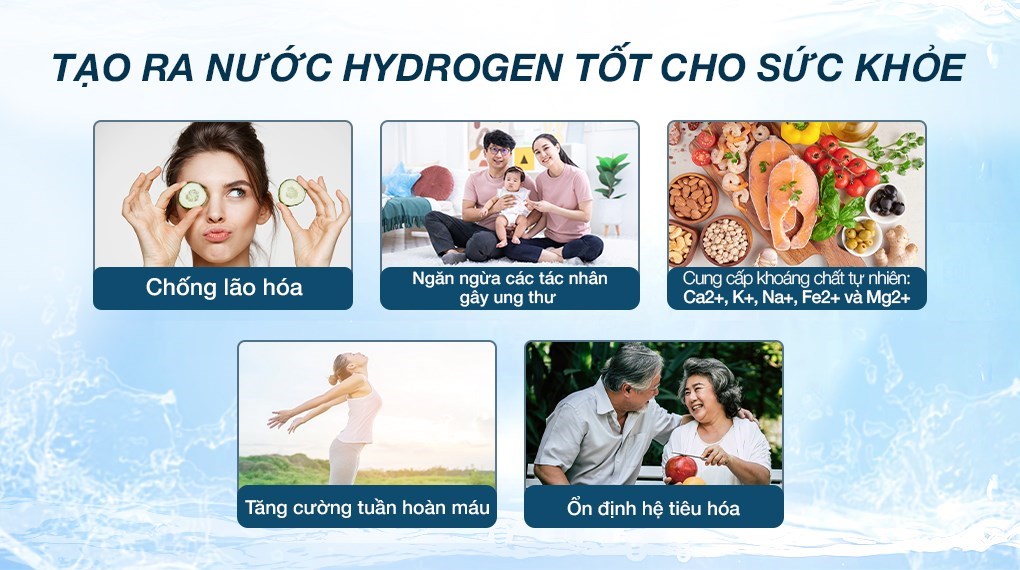 TẠO RA NƯỚC HYDROGEN TỐT CHO SỨC KHỎE
Chống lão hóa
Ngăn ngừa các tác nhân
gây ung thư
Cung cấp khoáng chất tự nhiên:
Ca2+, K+, Na+, Fe2+ và Mg2+
Tăng cường tuần hoàn máu
Ổn định hệ tiêu hóa